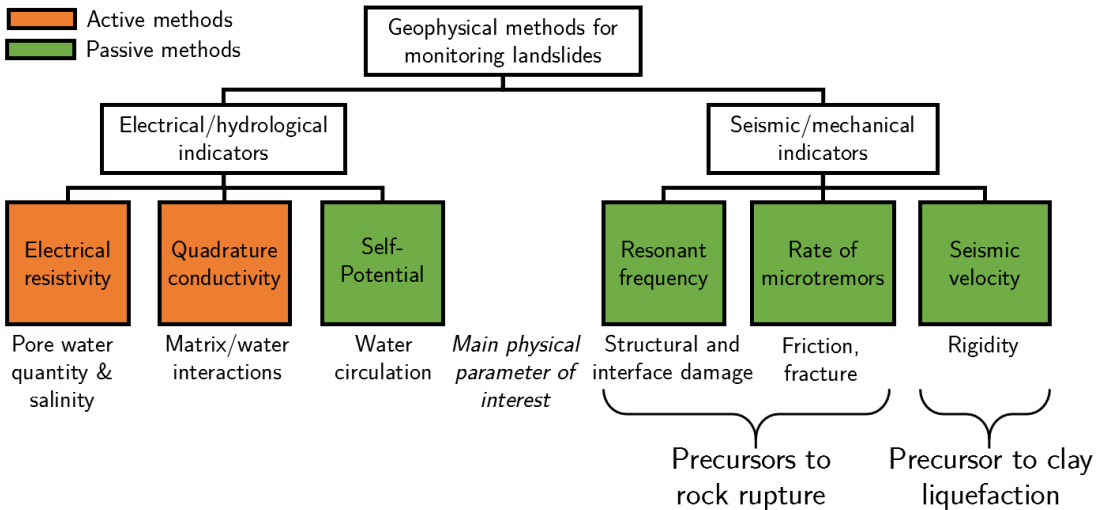 Active methods
Passive methods
Geophysical methods for
monitoring landslides
Electrical/hydrological
indicators
Seismic/mechanical
indicators
Electrical
resistivity
Quadrature
conductivity
Self-
Potential
Resonant
frequency
Rate of
microtremors
Seismic
velocity
Pore water
quantity &
salinity
Matrix/water
interactions
Water
circulation
Main physical
parameter of
interest
Structural and
interface damage
Friction,
fracture
Rigidity
Precursors to
rock rupture
Precursor to clay
liquefaction